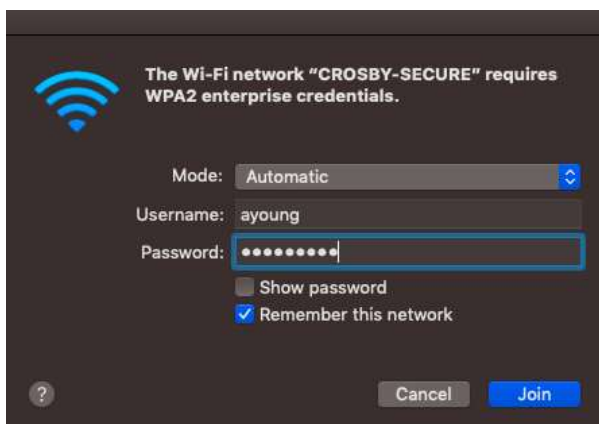 The Wi-Fi network “CROSBY-SECURE” requires
WPA2 enterprise credentials.
Mode: Automatic
Username: ayoung
Password: •••••••••
Show password
Remember this network
? Cancel Join